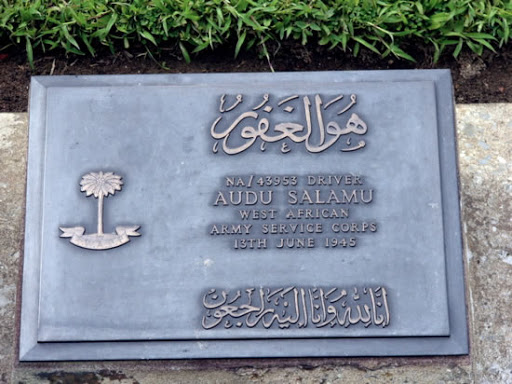 هو الغفور
NA/43953 DRIVER
AUDU SALAMU
WEST AFRICAN
ARMY SERVICE CORPS
13TH JUNE 1945
انا لله وانا اليه راجعون